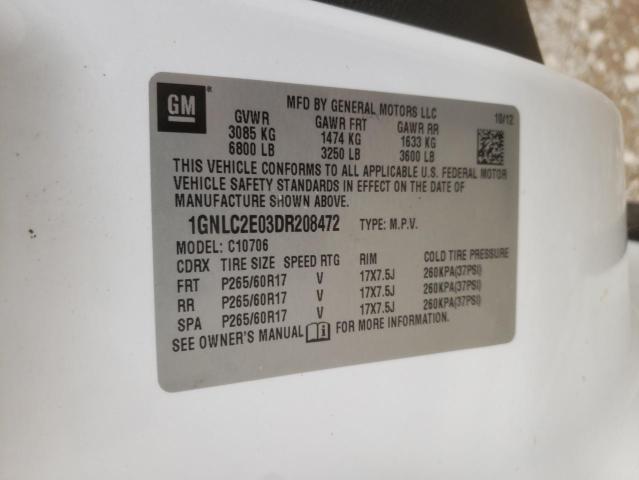 GM ®
MFD BY GENERAL MOTORS LLC 10/12
GVWR GAWR FRT GAWR RR
3085 KG 1474 KG 1633 KG
6800 LB 3250 LB 3600 LB
THIS VEHICLE CONFORMS TO ALL APPLICABLE U.S. FEDERAL MOTOR
VEHICLE SAFETY STANDARDS IN EFFECT ON THE DATE OF
MANUFACTURE SHOWN ABOVE.
1GNLC2E03DR208472 TYPE: M.P.V.
MODEL: C10706
CDRX TIRE SIZE SPEED RTG RIM COLD TIRE PRESSURE
FRT P265/60R17 V 17X7.5J 260KPA(37PSI)
RR P265/60R17 V 17X7.5J 260KPA(37PSI)
SPA P265/60R17 V 17X7.5J 260KPA(37PSI)
SEE OWNER'S MANUAL i FOR MORE INFORMATION.